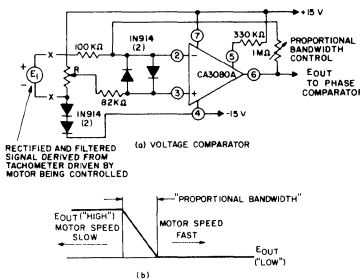 +15 V
330 KΩ
1N914
(2)
100 KΩ
7
1MΩ
PROPORTIONAL
BANDWIDTH
CONTROL
X
2
5
+
E1
R
CA3080A
6
EOUT
TO PHASE
COMPARATOR
-
3
+
82KΩ
X
4
-15 V
1N914
(2)
(a) VOLTAGE COMPARATOR
RECTIFIED AND FILTERED
SIGNAL DERIVED FROM
TACHOMETER DRIVEN BY
MOTOR BEING CONTROLLED
"PROPORTIONAL BANDWIDTH"
EOUT ("HIGH")
MOTOR SPEED
SLOW
MOTOR SPEED
FAST
EOUT
("LOW")
(b)